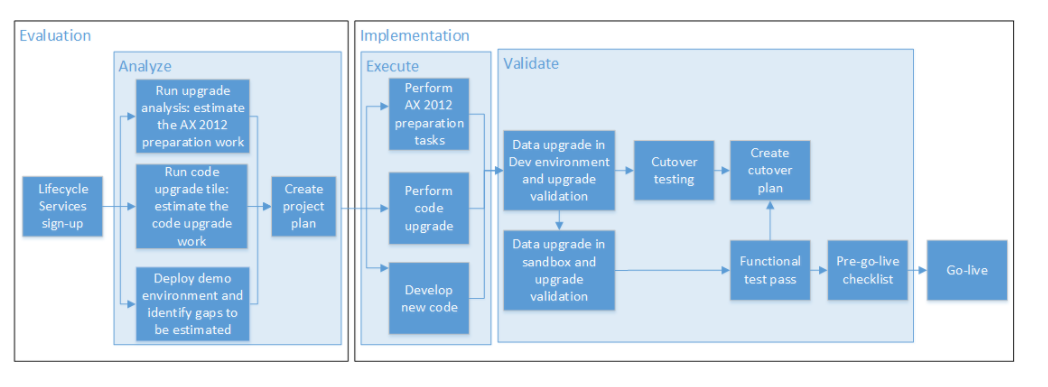 Evaluation
Analyze
Lifecycle
Services
sign-up
Run upgrade
analysis: estimate
the AX 2012
preparation work
Run code
upgrade tile:
estimate the
code upgrade
work
Deploy demo
environment and
identify gaps to
be estimated
Create
project
plan
Implementation
Execute
Perform
AX 2012
preparation
tasks
Perform
code
upgrade
Develop
new code
Validate
Data upgrade in
Dev environment
and upgrade
validation
Cutover
testing
Create
cutover
plan
Data upgrade in
sandbox and
upgrade
validation
Functional
test pass
Pre-go-live
checklist
Go-live